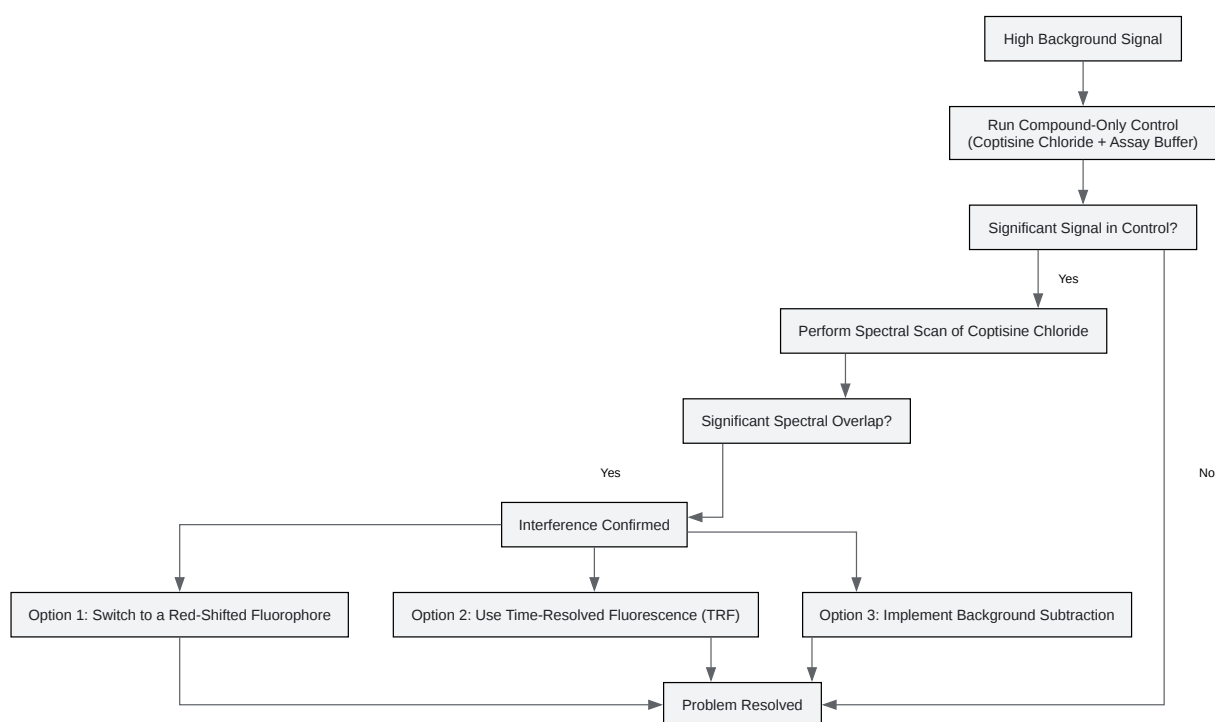 High Background Signal
Run Compound-Only Control
(Coptisine Chloride + Assay Buffer)
Significant Signal in Control?
Yes
Perform Spectral Scan of Coptisine Chloride
Significant Spectral Overlap?
Yes
No
Interference Confirmed
Option 1: Switch to a Red-Shifted Fluorophore
Option 2: Use Time-Resolved Fluorescence (TRF)
Option 3: Implement Background Subtraction
Problem Resolved